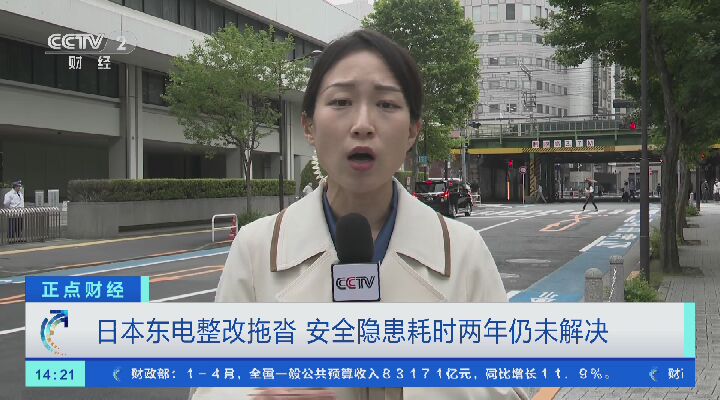 CCTV 2
财经
CCTV
正点财经
日本东电整改拖沓 安全隐患耗时两年仍未解决
14:21 财政部：1－4月，全国一般公共预算收入83171亿元，同比增长11.9%。 财